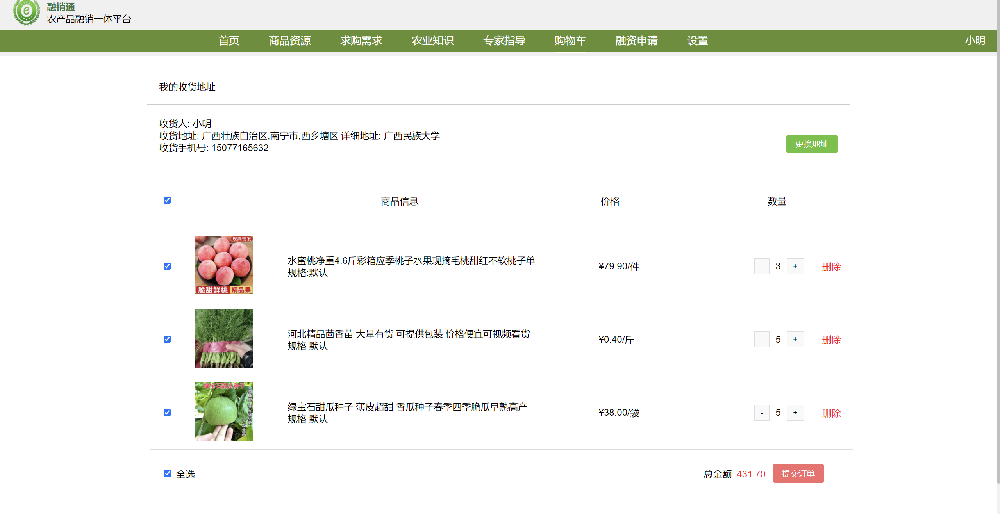 融销通
农产品融销一体平台
首页 商品资源 求购需求 农业知识 专家指导 购物车 融资申请 设置 小明
我的收货地址
收货人: 小明
收货地址: 广西壮族自治区,南宁市,西乡塘区 详细地址: 广西民族大学
收货手机号: 15077165632
更换地址
商品信息 价格 数量
现摘现发
脆甜鲜桃 精品果
水蜜桃净重4.6斤彩箱应季桃子水果现摘毛桃甜红不软桃子单
规格:默认
¥79.90/件
- 3 +
删除
河北精品茴香苗 大量有货 可提供包装 价格便宜可视频看货
规格:默认
¥0.40/斤
- 5 +
删除
绿宝石甜瓜种子
高糖型
薄皮绿甜瓜
含糖量高
绿宝石甜瓜种子 薄皮超甜 香瓜种子春季四季脆瓜早熟高产
规格:默认
¥38.00/袋
- 5 +
删除
全选
总金额: 431.70
提交订单